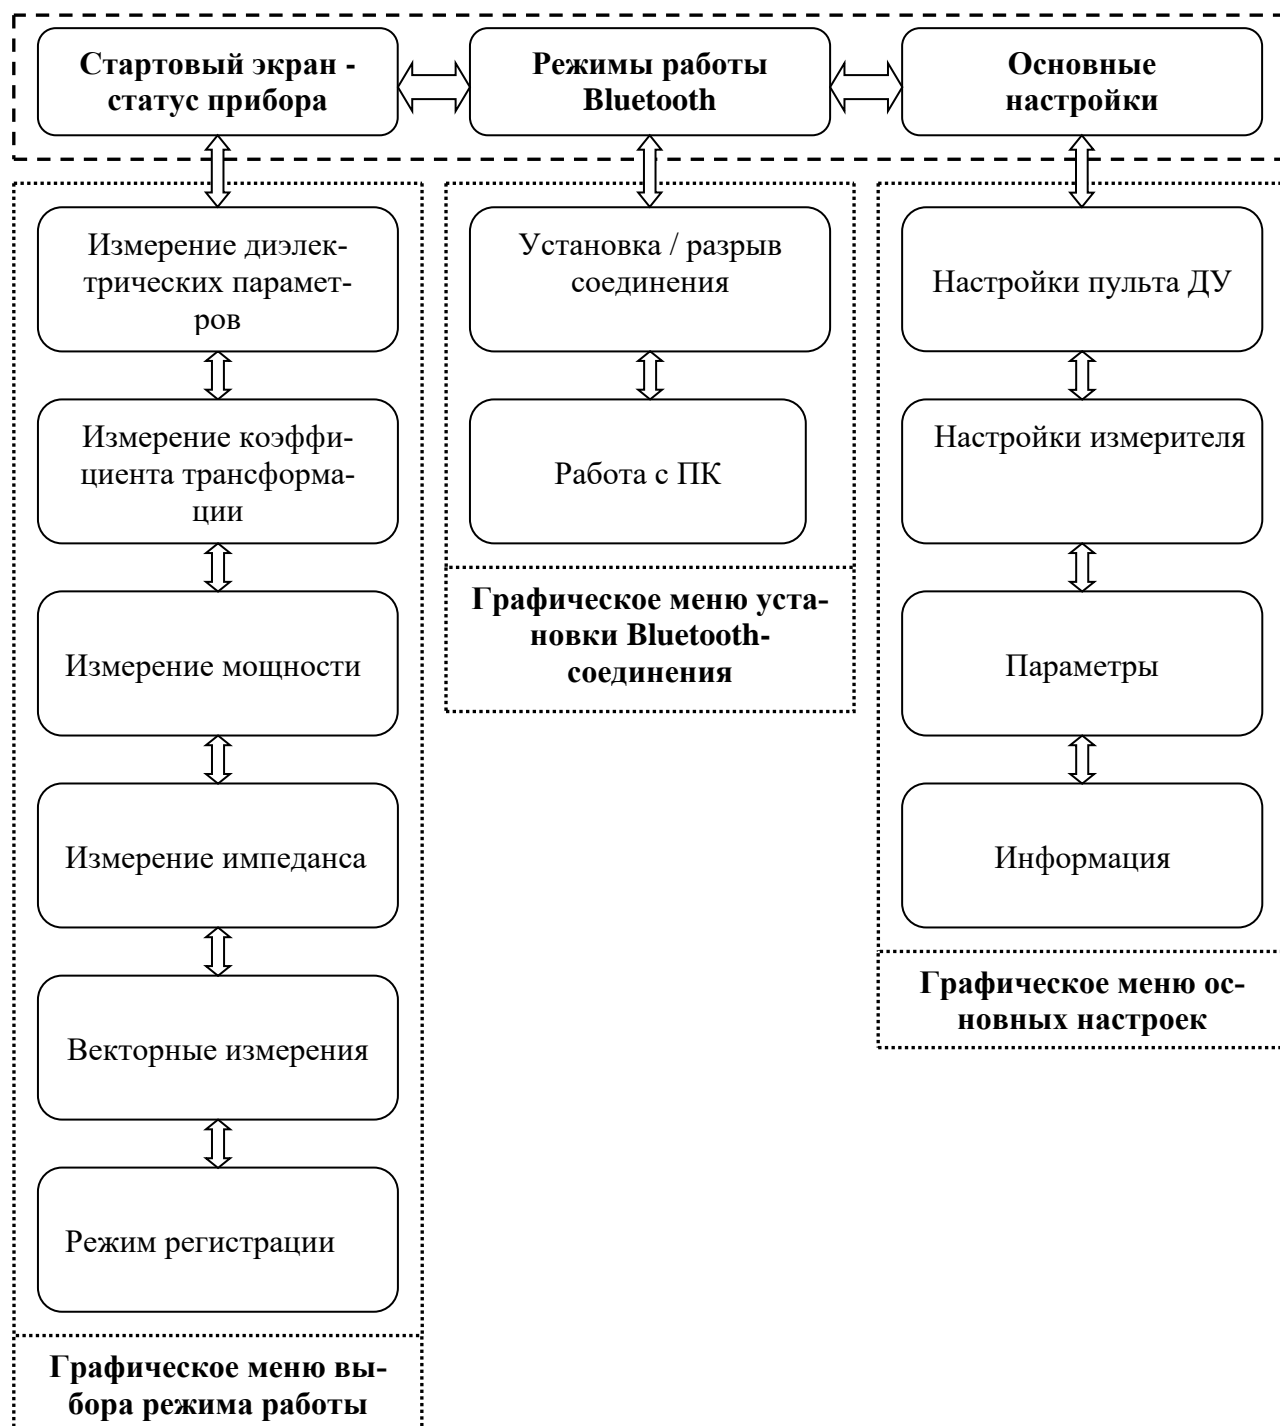 Стартовый экран -
статус прибора
Режимы работы
Bluetooth
Основные
настройки
Измерение диэлек-
трических парамет-
ров
Измерение коэффи-
циента трансформа-
ции
Измерение мощности
Измерение импеданса
Векторные измерения
Режим регистрации
Графическое меню вы-
бора режима работы
Установка / разрыв
соединения
Работа с ПК
Графическое меню уста-
новки Bluetooth-
соединения
Настройки пульта ДУ
Настройки измерителя
Параметры
Информация
Графическое меню ос-
новных настроек